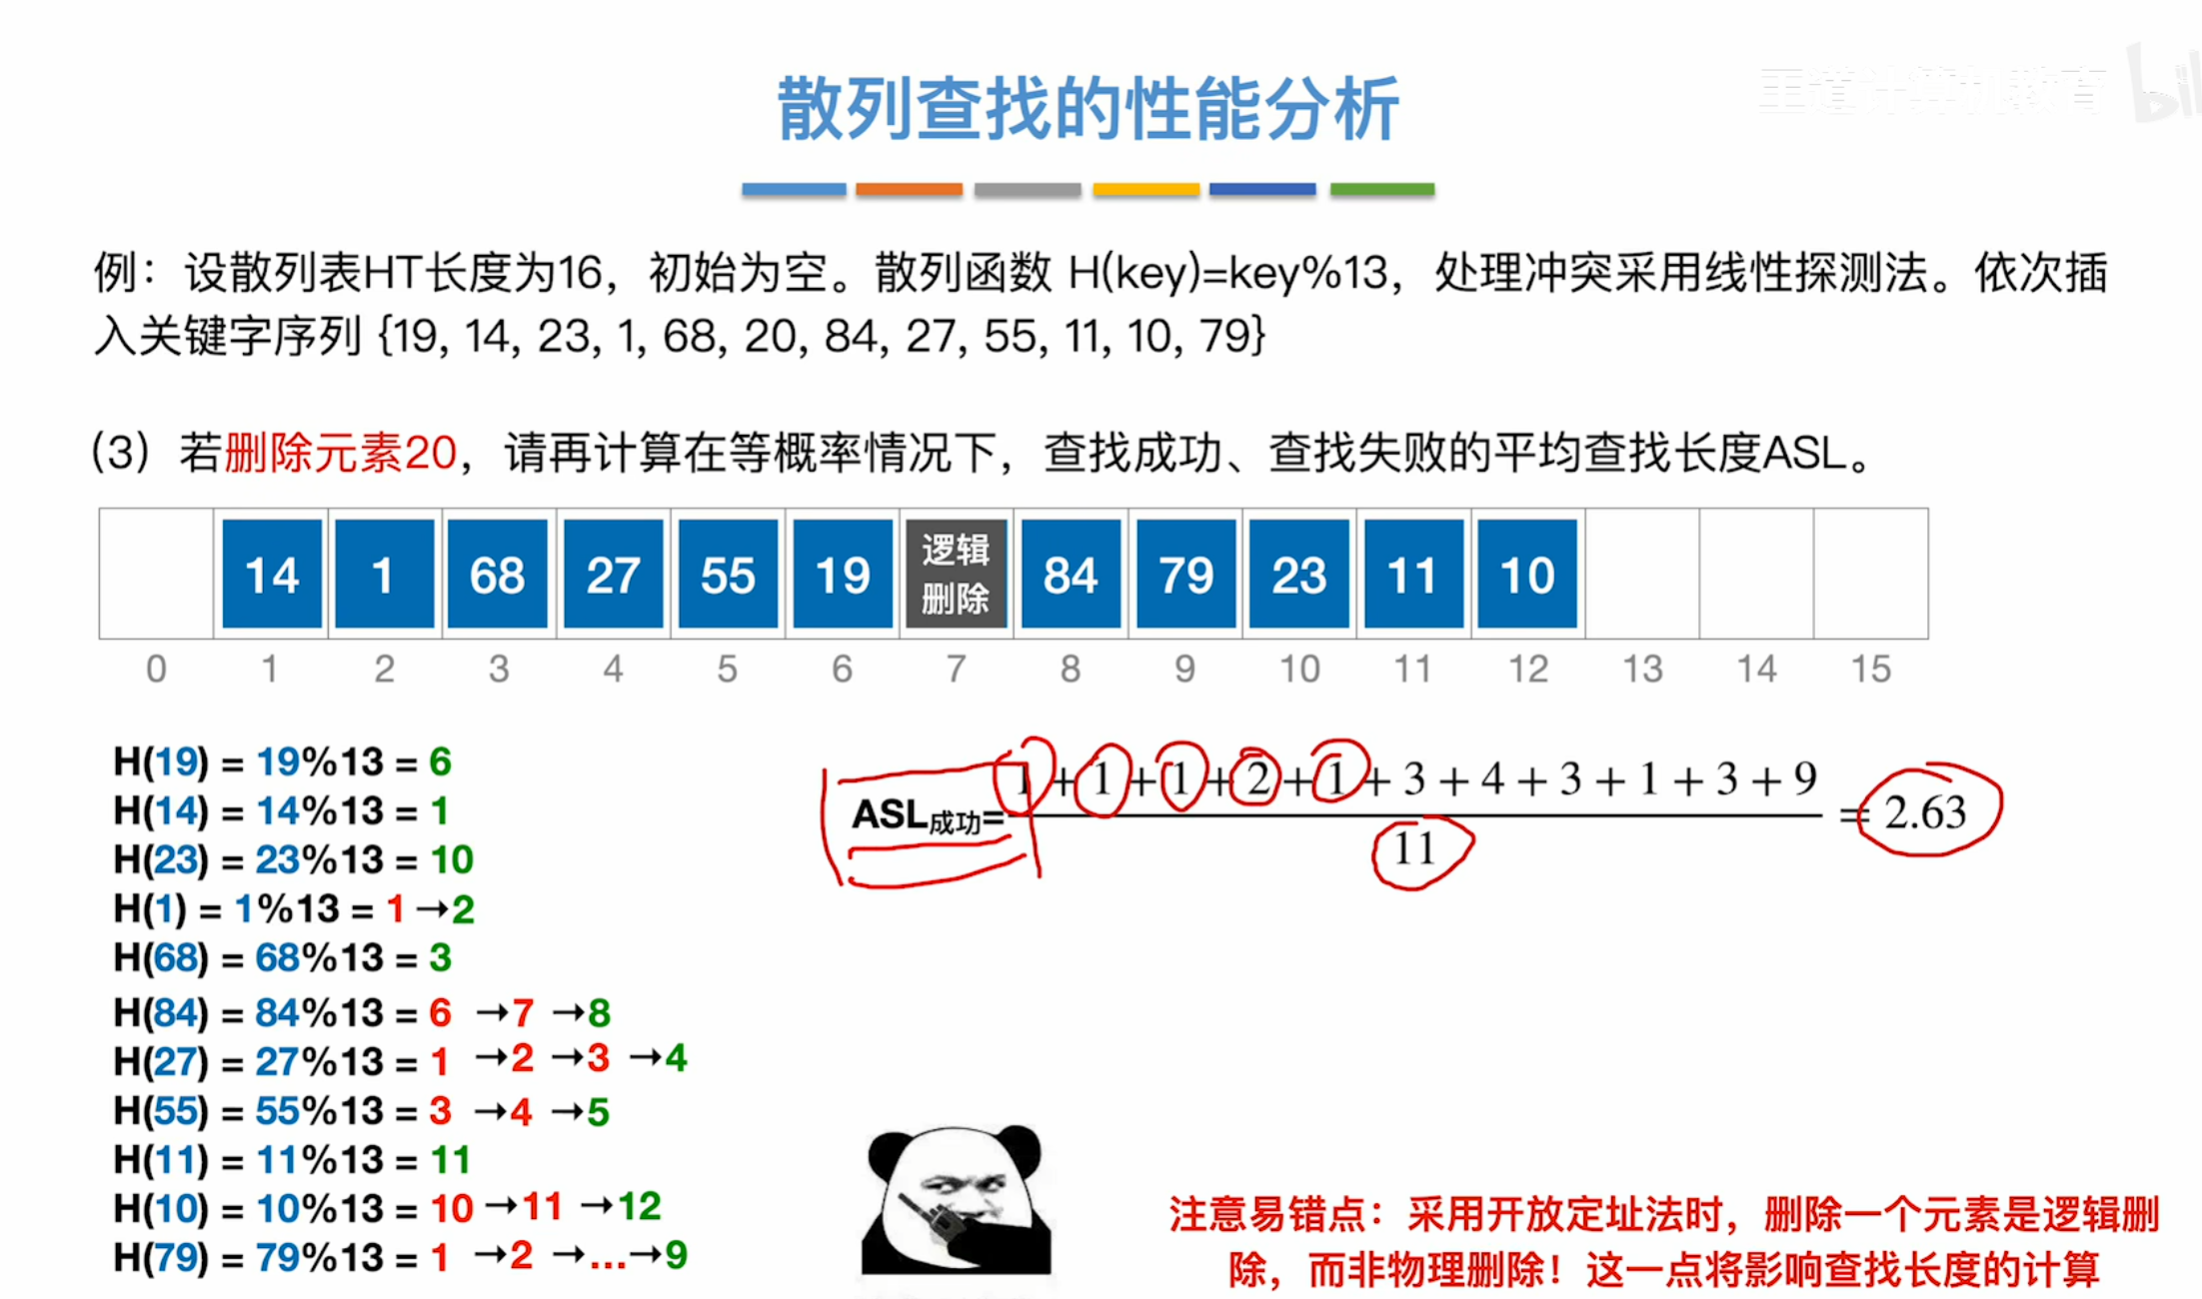 散列查找的性能分析
王道计算机教育
bili
例：设散列表HT长度为16，初始为空。散列函数 H(key)=key%13，处理冲突采用线性探测法。依次插
入关键字序列 {19, 14, 23, 1, 68, 20, 84, 27, 55, 11, 10, 79}
（3）若删除元素20，请再计算在等概率情况下，查找成功、查找失败的平均查找长度ASL。
14 1 68 27 55 19 逻辑删除 84 79 23 11 10
0 1 2 3 4 5 6 7 8 9 10 11 12 13 14 15
H(19) = 19%13 = 6
H(14) = 14%13 = 1
H(23) = 23%13 = 10
H(1) = 1%13 = 1 →2
H(68) = 68%13 = 3
H(84) = 84%13 = 6 →7 →8
H(27) = 27%13 = 1 →2 →3 →4
H(55) = 55%13 = 3 →4 →5
H(11) = 11%13 = 11
H(10) = 10%13 = 10 →11 →12
H(79) = 79%13 = 1 →2 →...→9
1 + 1 + 1 + 2 + 1 + 3 + 4 + 3 + 1 + 3 + 9
ASL成功= = 2.63
11
注意易错点：采用开放定址法时，删除一个元素是逻辑删
除，而非物理删除！这一点将影响查找长度的计算